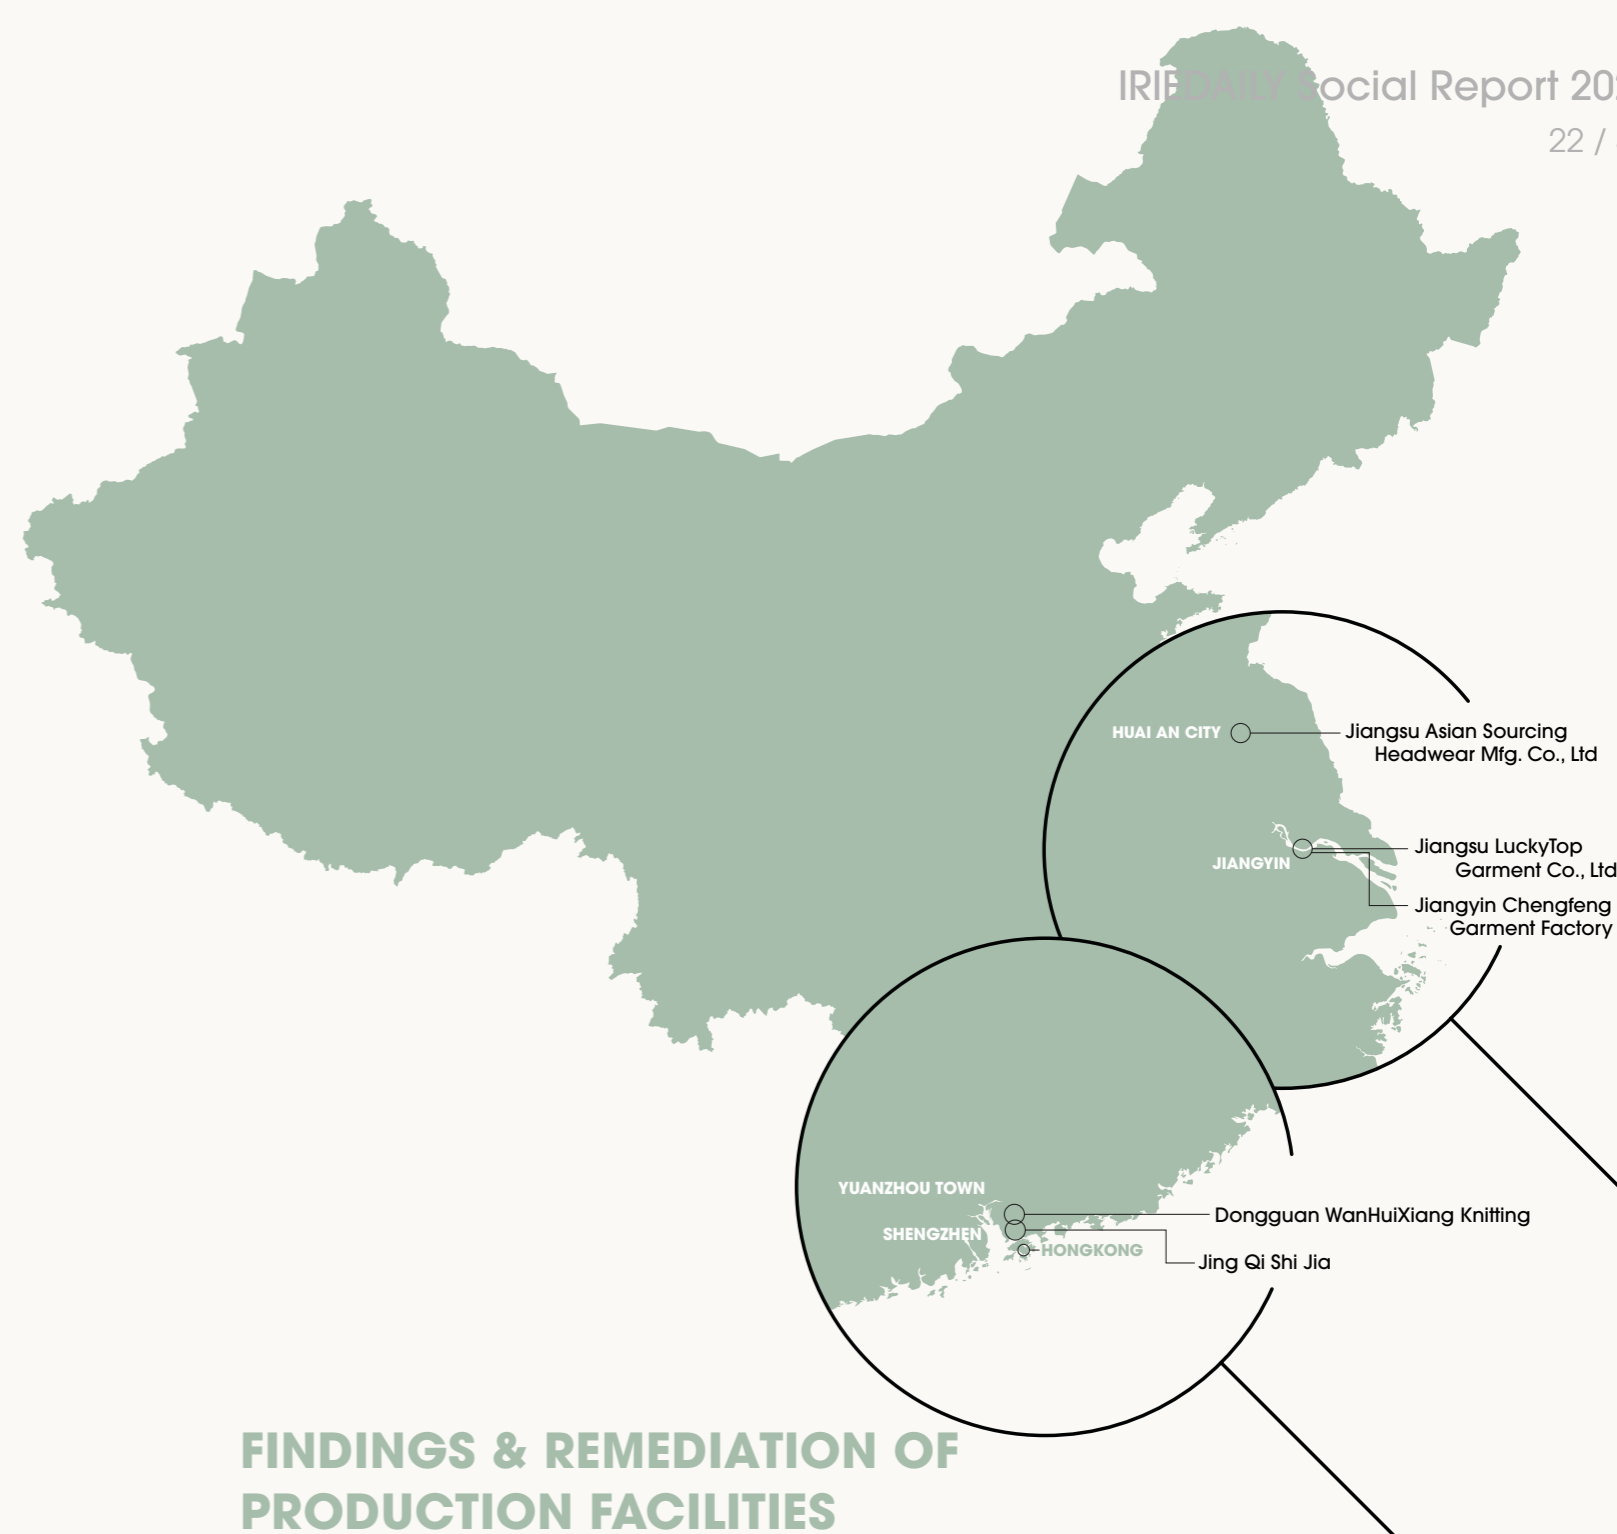 IRIEDAILY Social Report 202
22 /
HUAI AN CITY
Jiangsu Asian Sourcing
Headwear Mfg. Co., Ltd
Jiangsu LuckyTop
Garment Co., Ltd
JIANGYIN
Jiangyin Chengfeng
Garment Factory
YUANZHOU TOWN
Dongguan WanHuiXiang Knitting
SHENGZHEN
HONGKONG
Jing Qi Shi Jia
FINDINGS & REMEDIATION OF
PRODUCTION FACILITIES